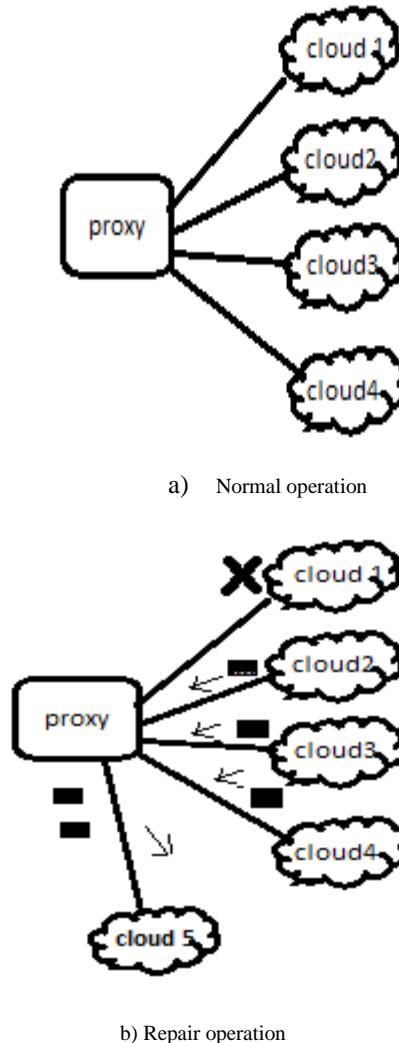 cloud 1
cloud2
proxy
cloud3
cloud4
a) Normal operation
cloud 1
cloud2
proxy
cloud3
cloud4
cloud 5
b) Repair operation